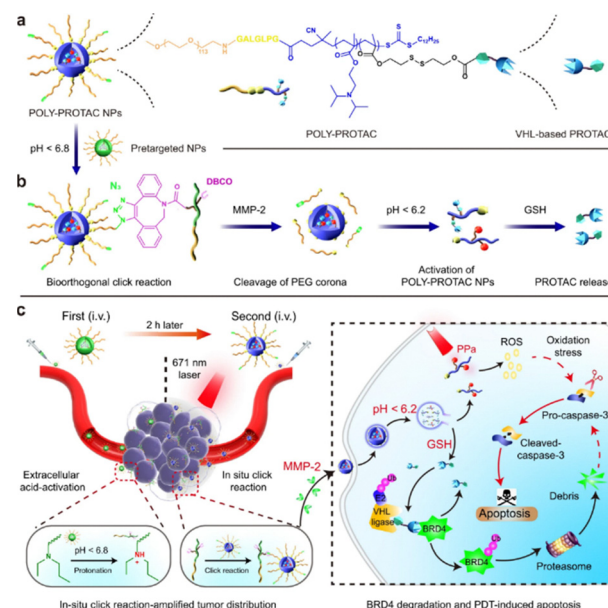 a
O
O
112
N
H
GALGLPG
O
CN
S
S
S
C12H25
O
O
O
O
O
S
S
O
O
N
POLY-PROTAC NPs
POLY-PROTAC
VHL-based PROTAC
pH < 6.8
Pretargeted NPs
b
N3
DBCO
O
N
N
N
N
MMP-2
pH < 6.2
GSH
Bioorthogonal click reaction
Cleavage of PEG corona
Activation of
POLY-PROTAC NPs
PROTAC release
c
First (i.v.)
2 h later
Second (i.v.)
671 nm
laser
Extracellular
acid-activation
In situ click
reaction
MMP-2
pH < 6.8
Protonation
N
NH
+
Click reaction
In-situ click reaction-amplified tumor distribution
PPa
ROS
Oxidation
stress
pH < 6.2
GSH
Pro-caspase-3
Cleaved-
caspase-3
Apoptosis
Debris
VHL
ligase
E2
BRD4
BRD4
Proteasome
BRD4 degradation and PDT-induced apoptosis